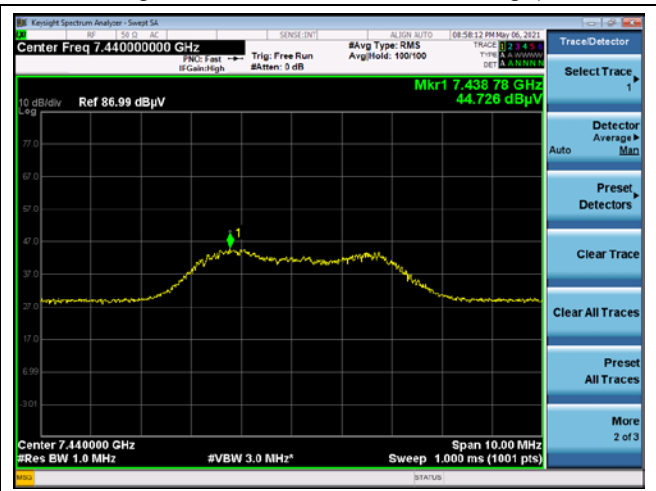 Keysight Spectrum Analyzer - Swept SA
RF 50 Ω AC SENSE:INT ALIGN AUTO 08:58:12 PM May 06, 2021
Center Freq 7.440000000 GHz
PNO: Fast
IFGain:High
Trig: Free Run
#Atten: 0 dB
#Avg Type: RMS
Avg|Hold: 100/100
TRACE 1 2 3 4 5 6
TYPE A A WWWW
DET A A N N N N
Mkr1 7.438 78 GHz
44.726 dBµV
10 dB/div Ref 86.99 dBµV
Log
77.0
67.0
57.0
47.0
37.0
27.0
17.0
6.99
-3.01
1
Center 7.440000 GHz Span 10.00 MHz
#Res BW 1.0 MHz #VBW 3.0 MHz* Sweep 1.000 ms (1001 pts)
MSG STATUS
Trace/Detector
Select Trace
1
Detector
Average
Auto Man
Preset
Detectors
Clear Trace
Clear All Traces
Preset
All Traces
More
2 of 3